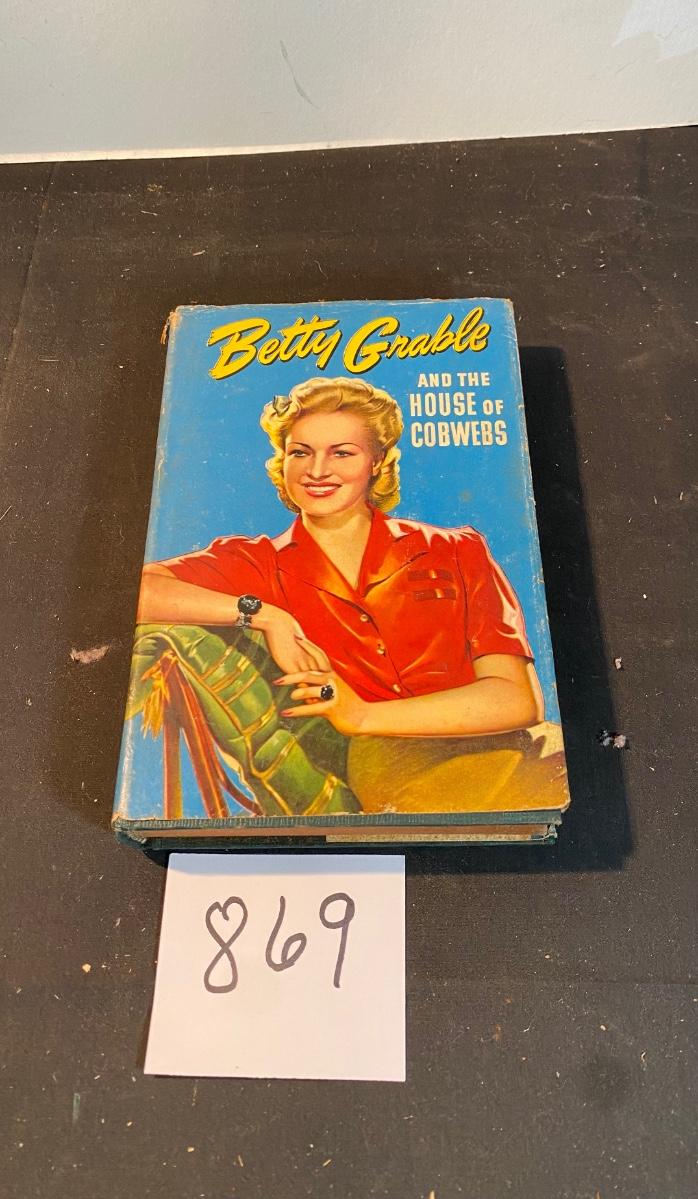 Betty Grable
AND THE
HOUSE OF
COBWEBS
869